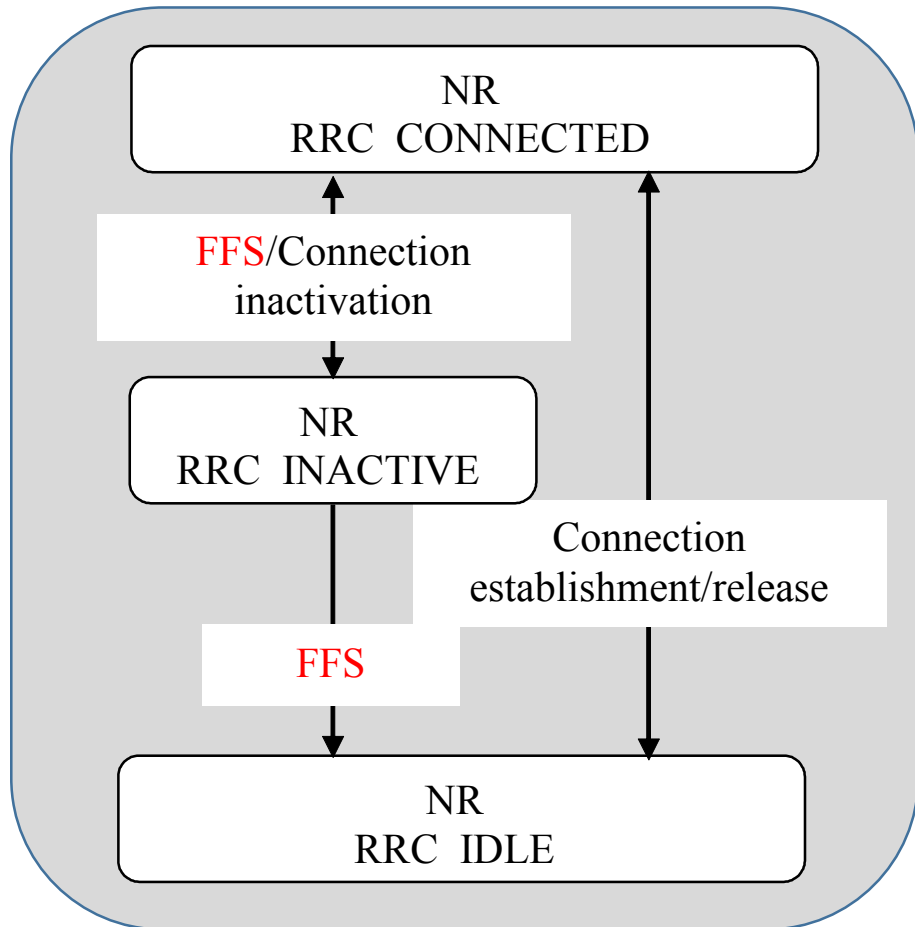 NR
RRC CONNECTED
FFS/Connection
inactivation
NR
RRC INACTIVE
Connection
establishment/release
FFS
NR
RRC IDLE